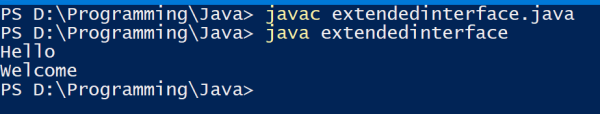 PS D:\Programming\Java> javac extendedinterface.java
PS D:\Programming\Java> java extendedinterface
Hello
Welcome
PS D:\Programming\Java>